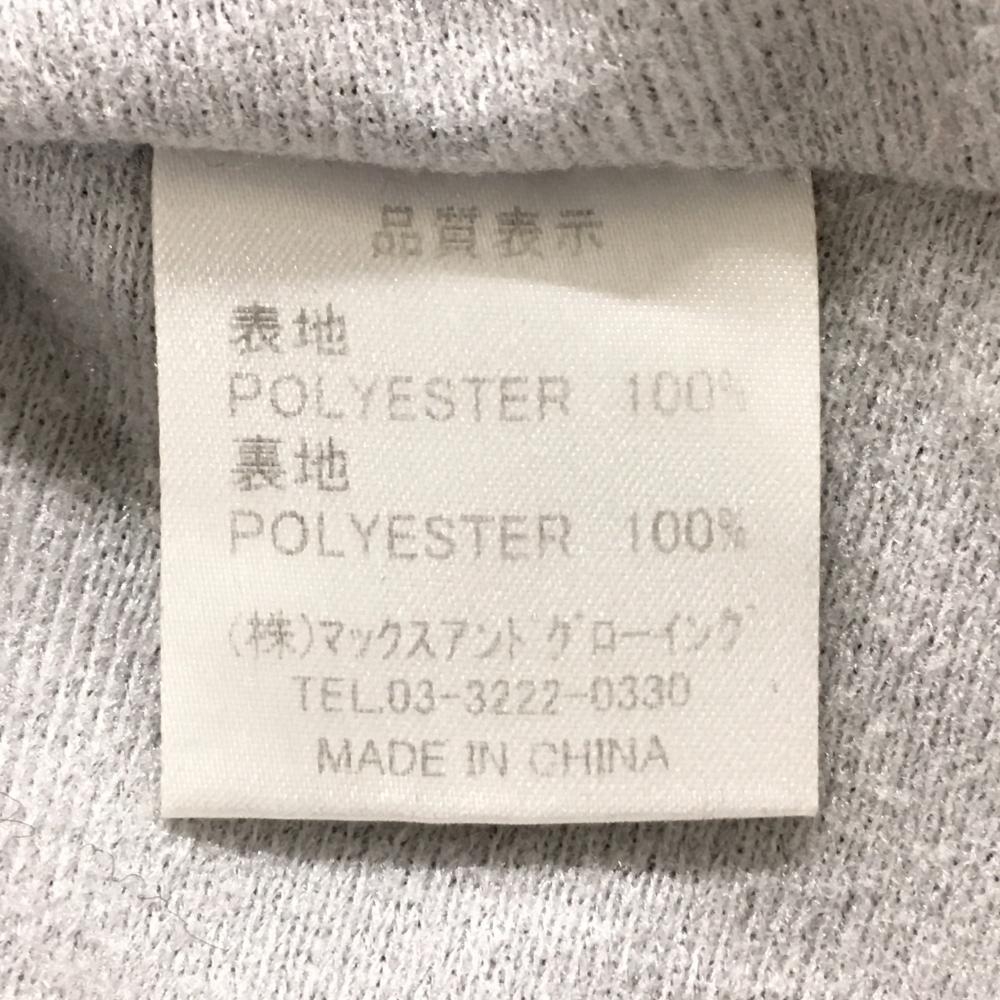 品質表示
表地
POLYESTER 100%
裏地
POLYESTER 100%
(株)マックスアンドグローイング
TEL.03-3222-0330
MADE IN CHINA